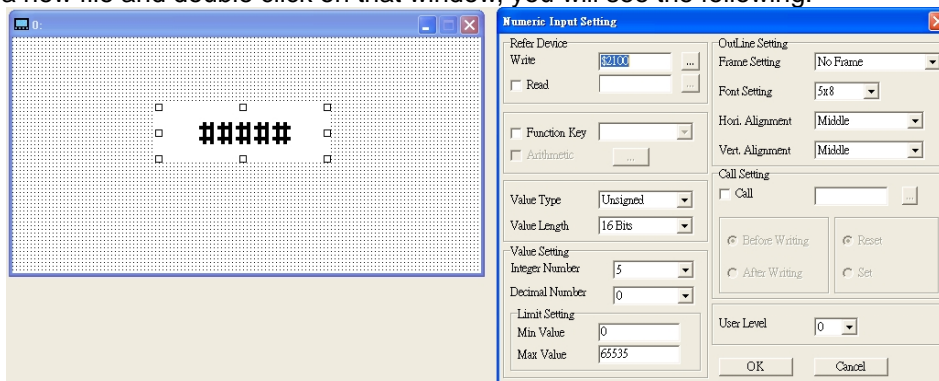 a new file and double click on that window, you will see the following.
0:
#####
Numeric Input Setting
Refer Device
Write $2100 ...
Read ...
Function Key
Arithmetic ...
Value Type Unsigned
Value Length 16 Bits
Value Setting
Integer Number 5
Decimal Number 0
Limit Setting
Min Value 0
Max Value 65535
OutLine Setting
Frame Setting No Frame
Font Setting 5x8
Hori. Alignment Middle
Vert. Alignment Middle
Call Setting
Call ...
Before Writing Reset
After Writing Set
User Level 0
OK Cancel